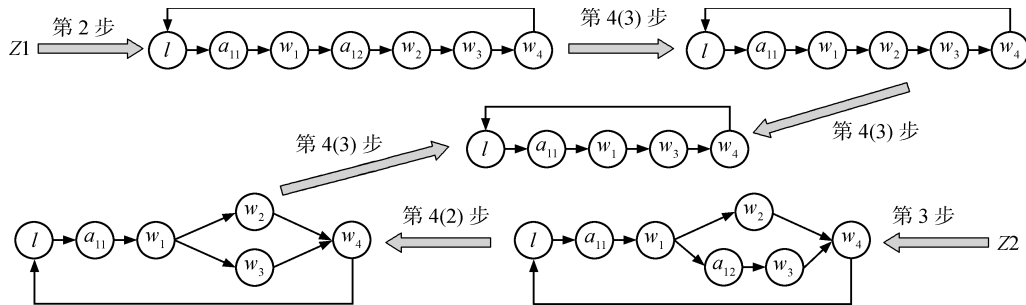 Z1 第 2 步 l a₁₁ w₁ a₁₂ w₂ w₃ w₄ 第 4(3) 步 l a₁₁ w₁ w₂ w₃ w₄
第 4(3) 步 l a₁₁ w₁ w₃ w₄ 第 4(3) 步
l a₁₁ w₁ w₂ w₃ w₄ 第 4(2) 步 l a₁₁ w₁ w₂ a₁₂ w₃ w₄ 第 3 步 Z2